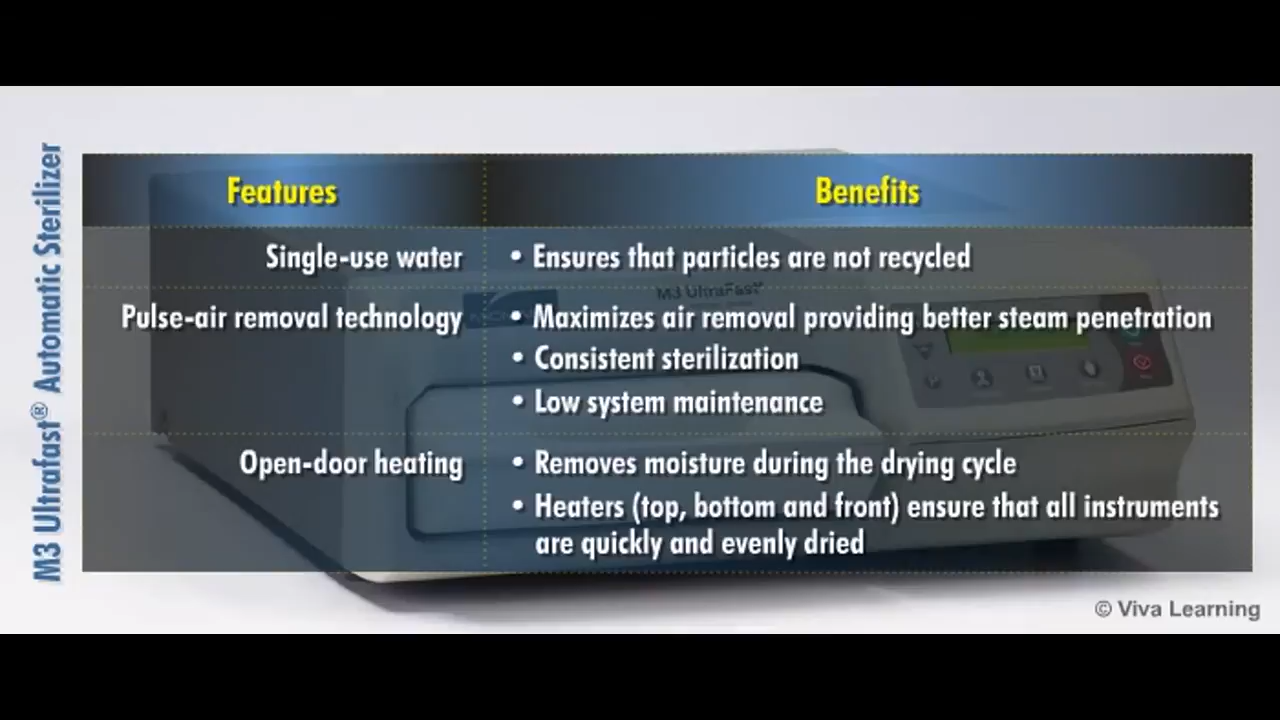 M3 Ultrafast® Automatic Sterilizer
Features
Benefits
Single-use water
• Ensures that particles are not recycled
M3 UltraFast®
Pulse-air removal technology
• Maximizes air removal providing better steam penetration
• Consistent sterilization
• Low system maintenance
Open-door heating
• Removes moisture during the drying cycle
• Heaters (top, bottom and front) ensure that all instruments
are quickly and evenly dried
© Viva Learning